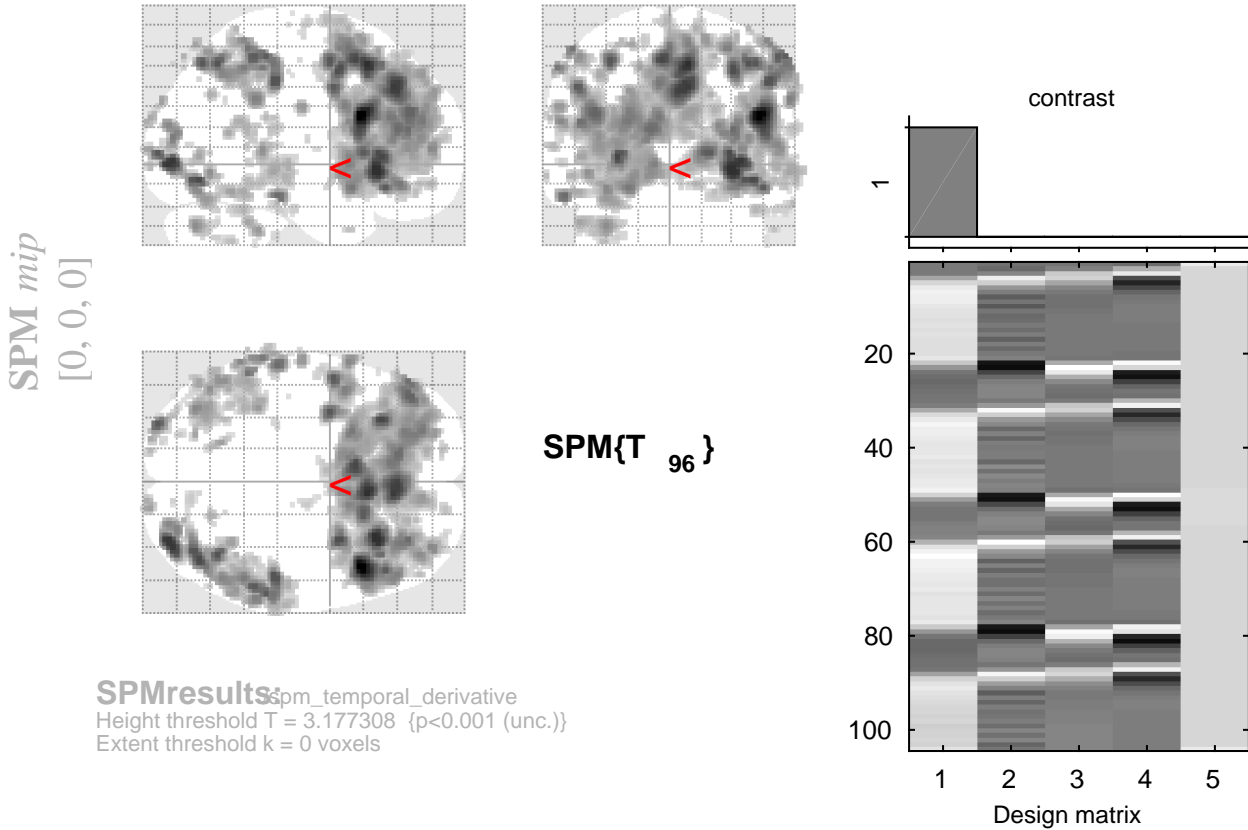 SPM mip
[0, 0, 0]
<
<
<
SPM{T 96}
SPMresults: .\spm_temporal_derivative
Height threshold T = 3.177308 {p<0.001 (unc.)}
Extent threshold k = 0 voxels
contrast
1
20
40
60
80
100
1 2 3 4 5
Design matrix